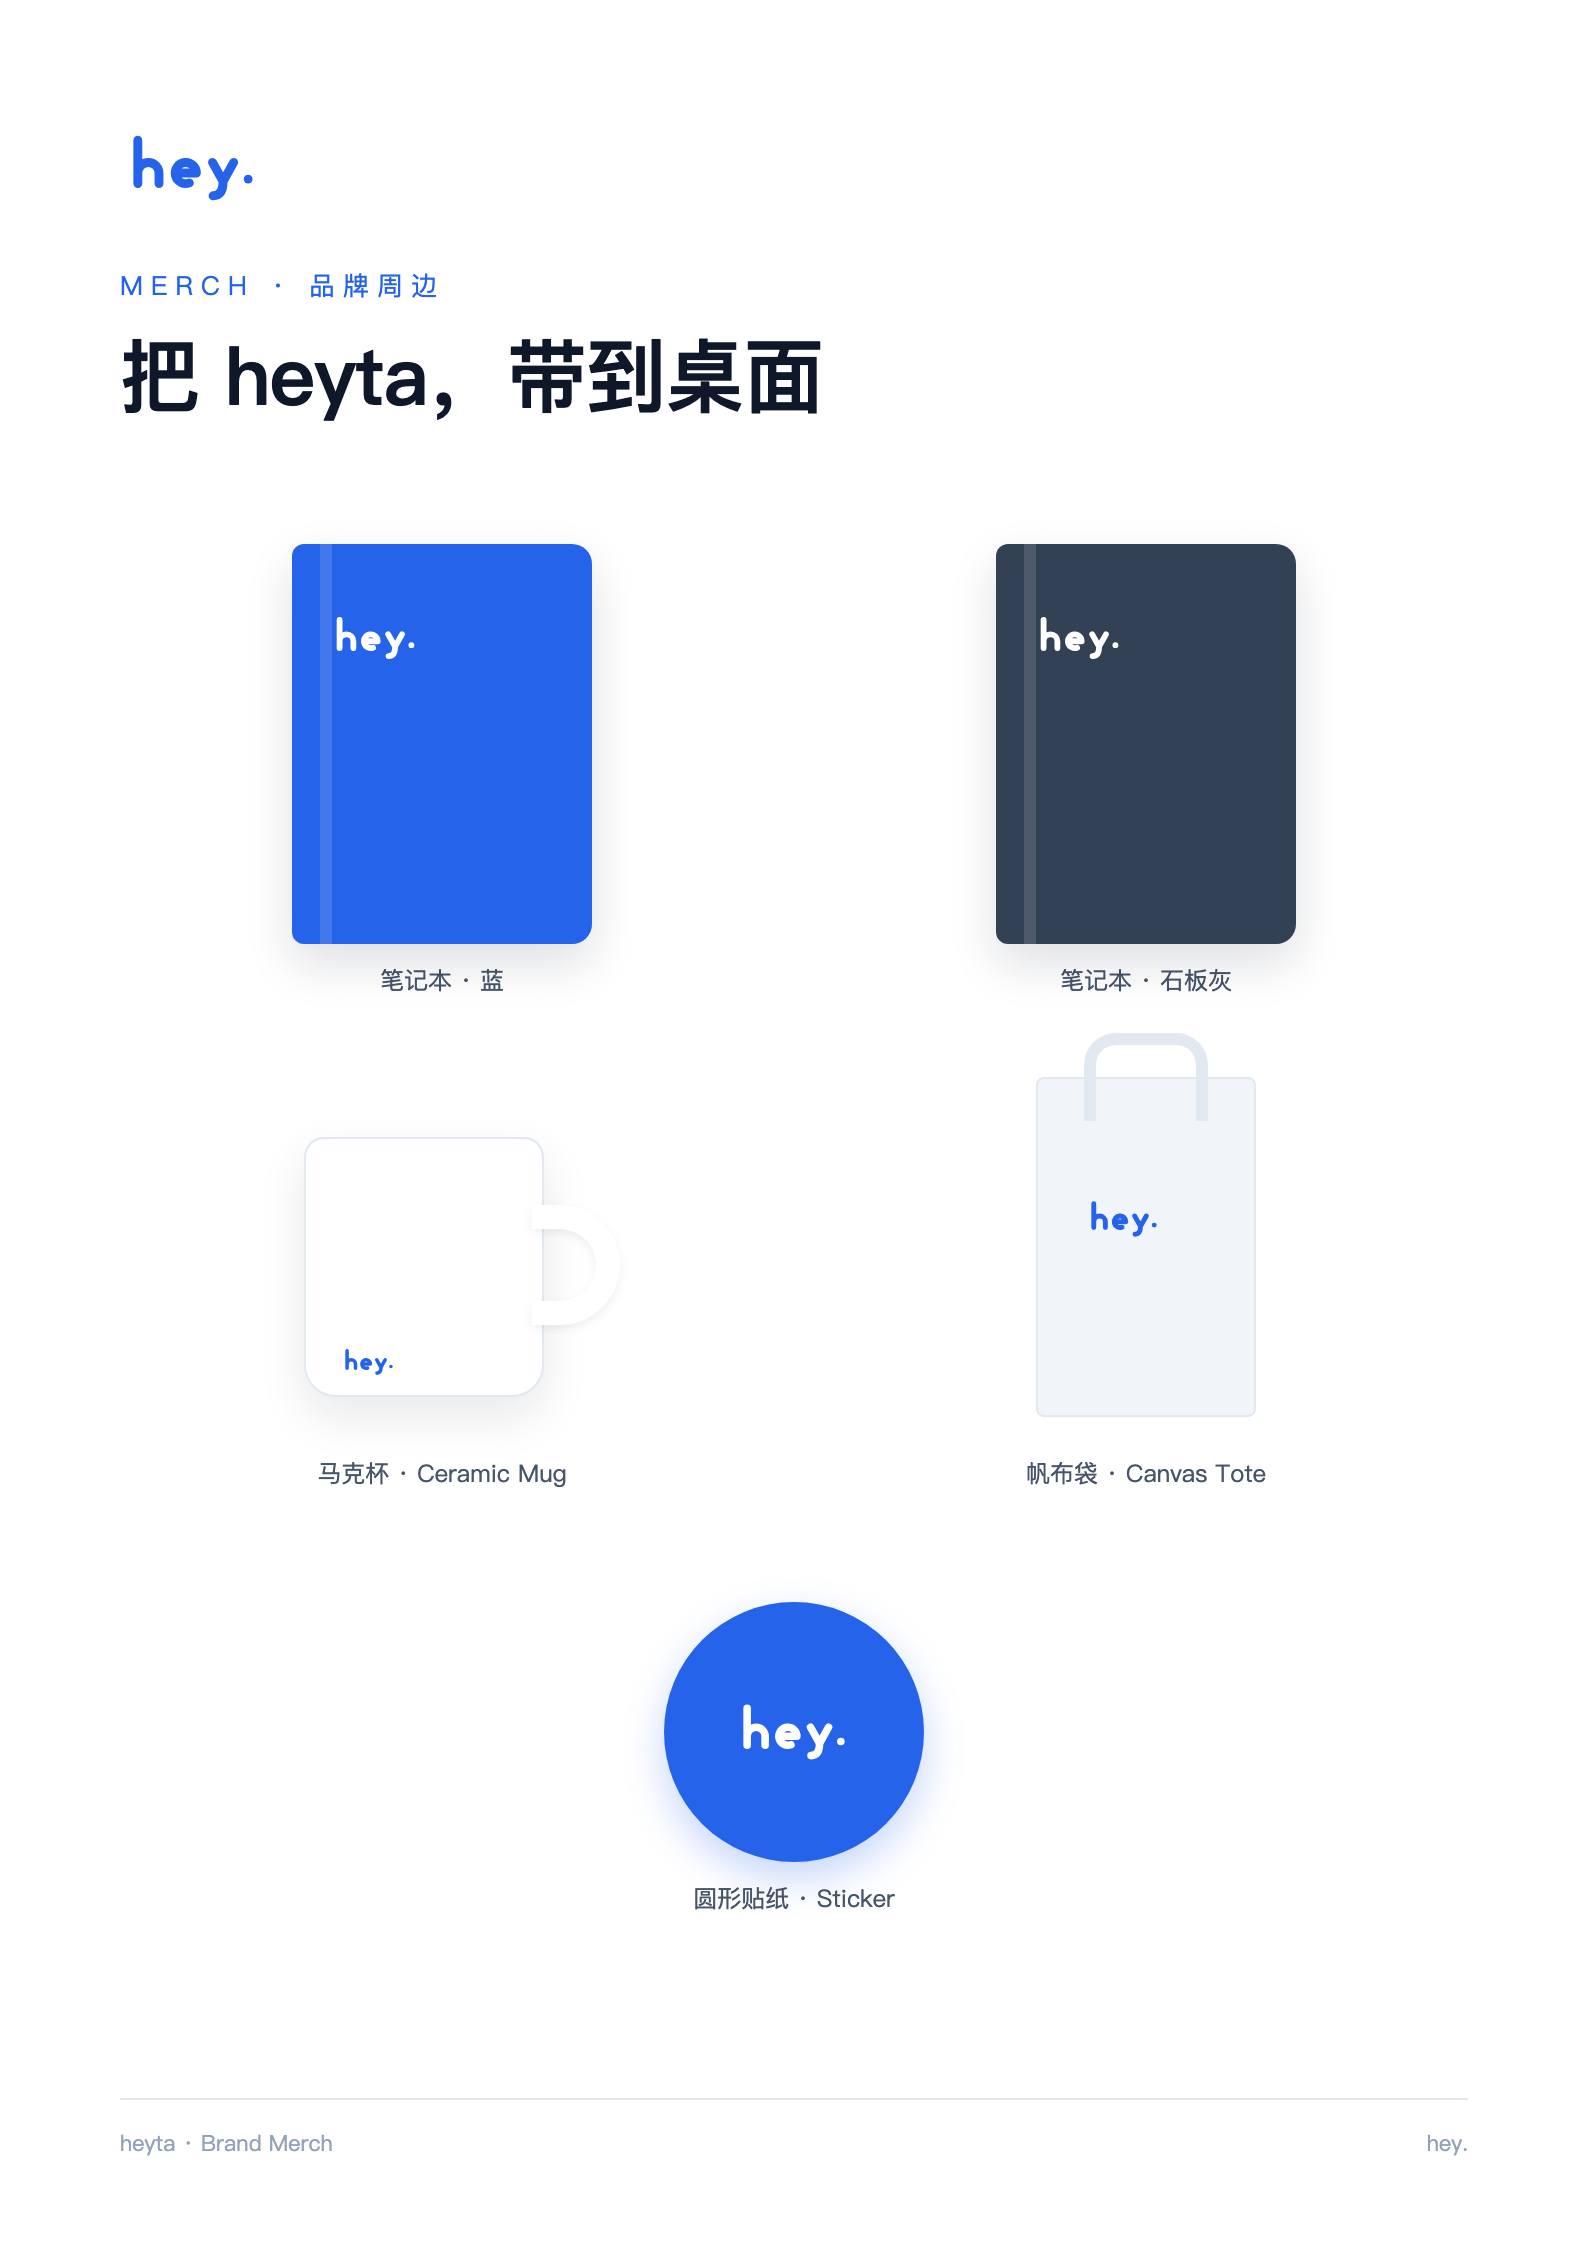 hey.
MERCH · 品牌周边
把 heyta，带到桌面
hey.
hey.
笔记本 · 蓝
笔记本 · 石板灰
hey.
hey.
马克杯 · Ceramic Mug
帆布袋 · Canvas Tote
hey.
圆形贴纸 · Sticker
heyta · Brand Merch
hey.